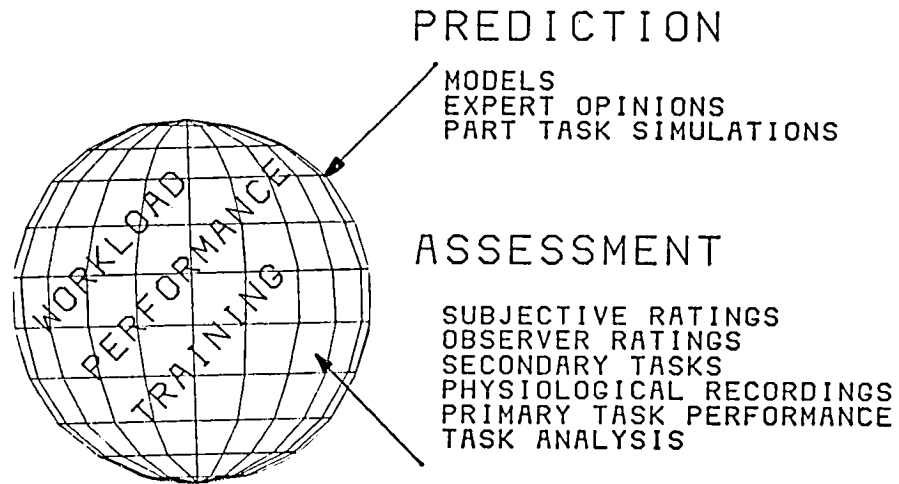 PREDICTION
MODELS
EXPERT OPINIONS
PART TASK SIMULATIONS
WORKLOAD
PERFORMANCE
TRAINING
ASSESSMENT
SUBJECTIVE RATINGS
OBSERVER RATINGS
SECONDARY TASKS
PHYSIOLOGICAL RECORDINGS
PRIMARY TASK PERFORMANCE
TASK ANALYSIS